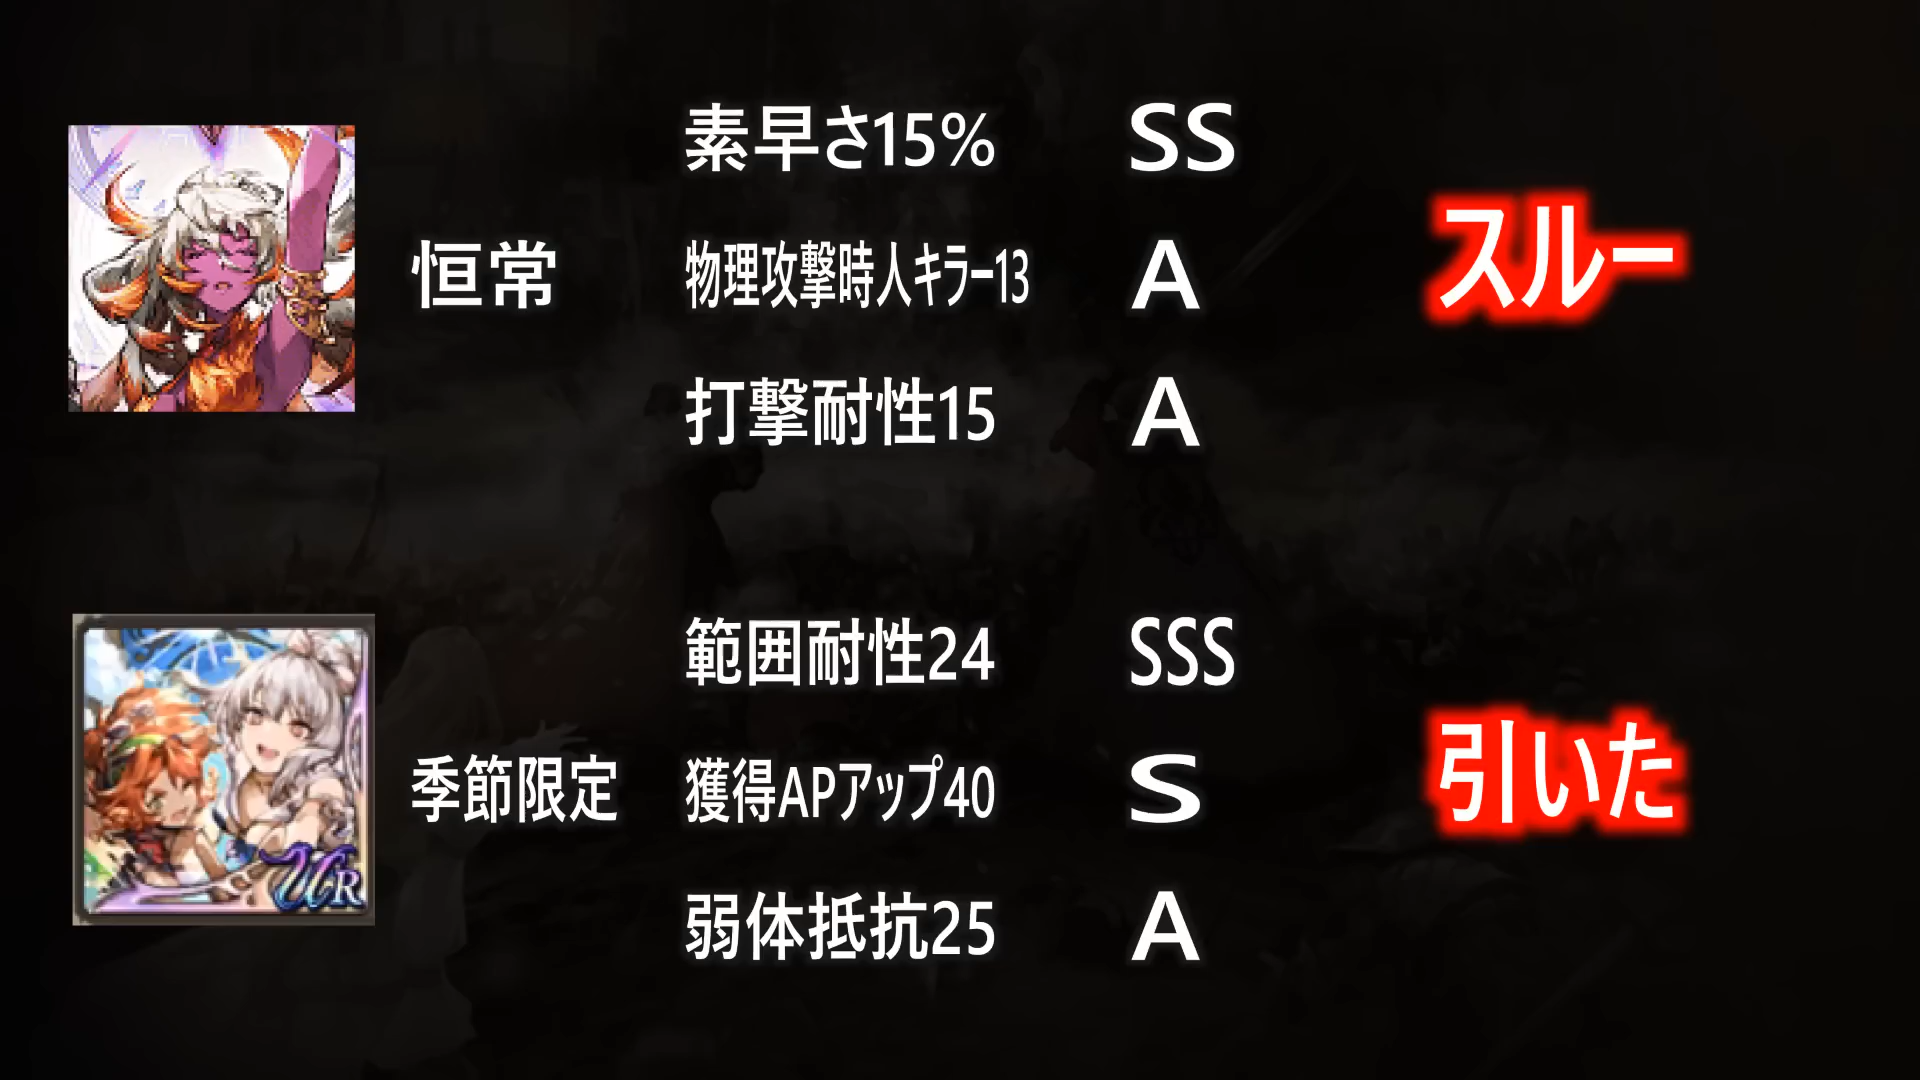 素早さ15% SS
恒常 物理攻撃時人キラー13 A スルー
打撃耐性15 A
範囲耐性24 SSS
季節限定 獲得APアップ40 S 引いた
UR
弱体抵抗25 A